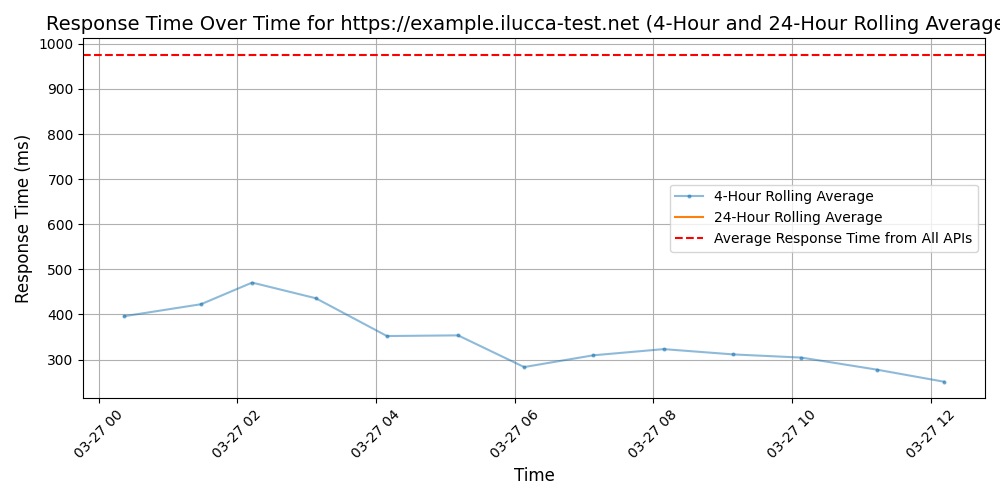 Response Time Over Time for https://example.ilucca-test.net (4-Hour and 24-Hour Rolling Average
Response Time (ms)
1000
900
800
700
600
500
400
300
4-Hour Rolling Average
24-Hour Rolling Average
Average Response Time from All APIs
03-27 00
03-27 02
03-27 04
03-27 06
03-27 08
03-27 10
03-27 12
Time